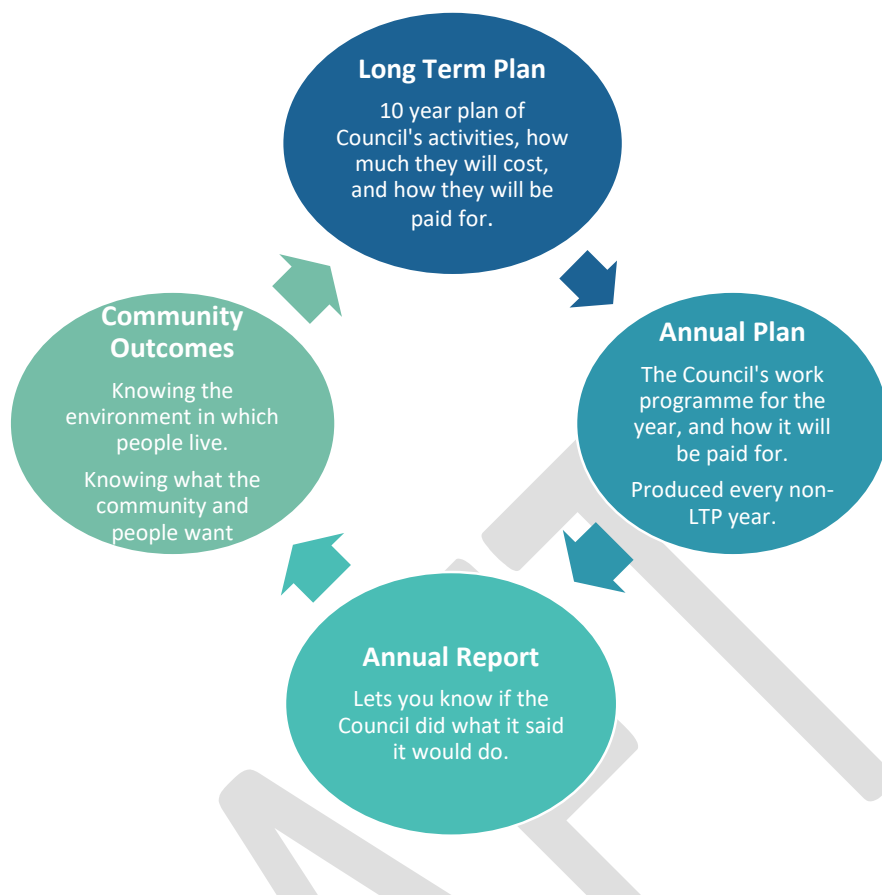 Long Term Plan
10 year plan of
Council's activities, how
much they will cost,
and how they will be
paid for.
Annual Plan
The Council's work
programme for the
year, and how it will
be paid for.
Produced every non-
LTP year.
Annual Report
Lets you know if the
Council did what it said
it would do.
Community
Outcomes
Knowing the
environment in which
people live.
Knowing what the
community and
people want